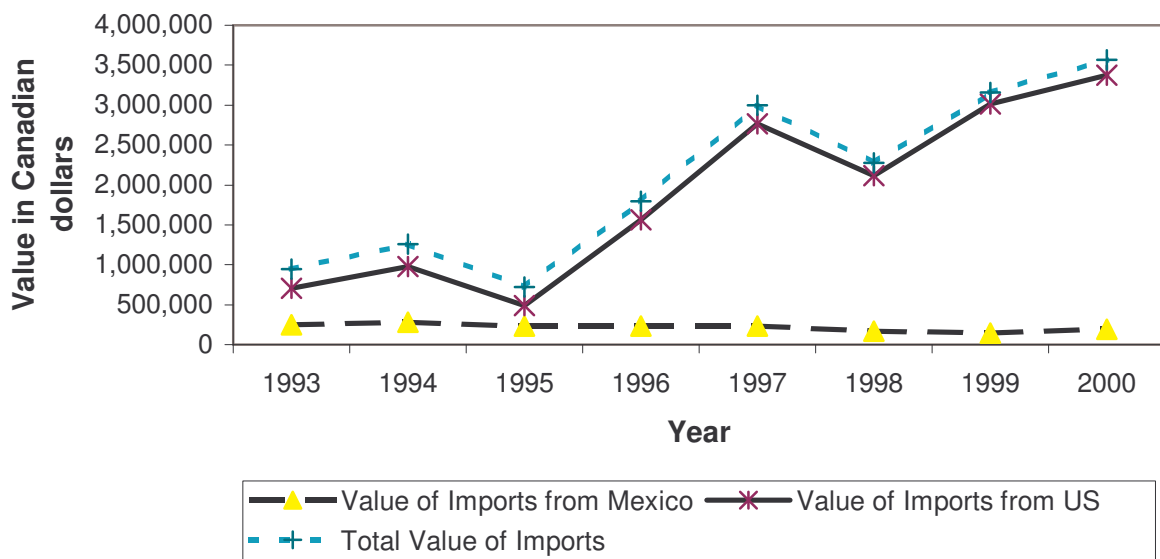 Value in Canadian
dollars
4,000,000
3,500,000
3,000,000
2,500,000
2,000,000
1,500,000
1,000,000
500,000
0
1993 1994 1995 1996 1997 1998 1999 2000
Year
Value of Imports from Mexico Value of Imports from US
Total Value of Imports